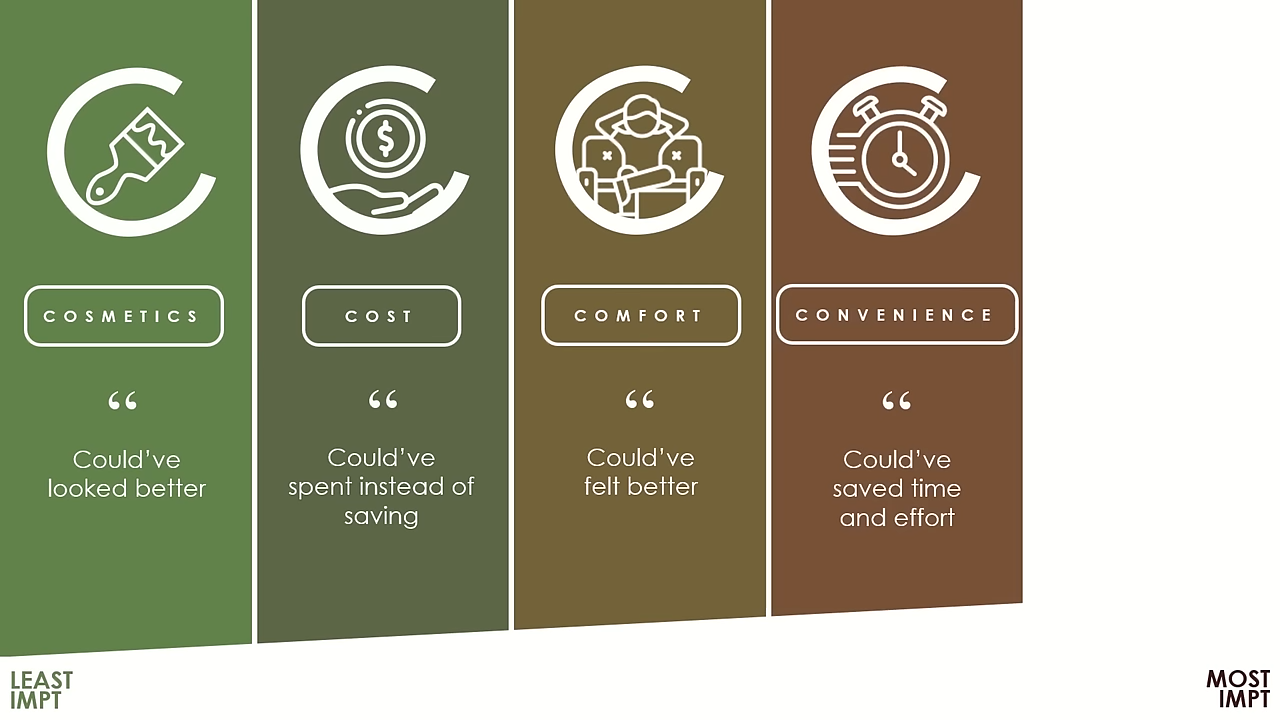 COSMETICS
“
Could’ve
looked better
COST
“
Could’ve
spent instead of
saving
COMFORT
“
Could’ve
felt better
CONVENIENCE
“
Could’ve
saved time
and effort
LEAST
IMPT
MOST
IMPT